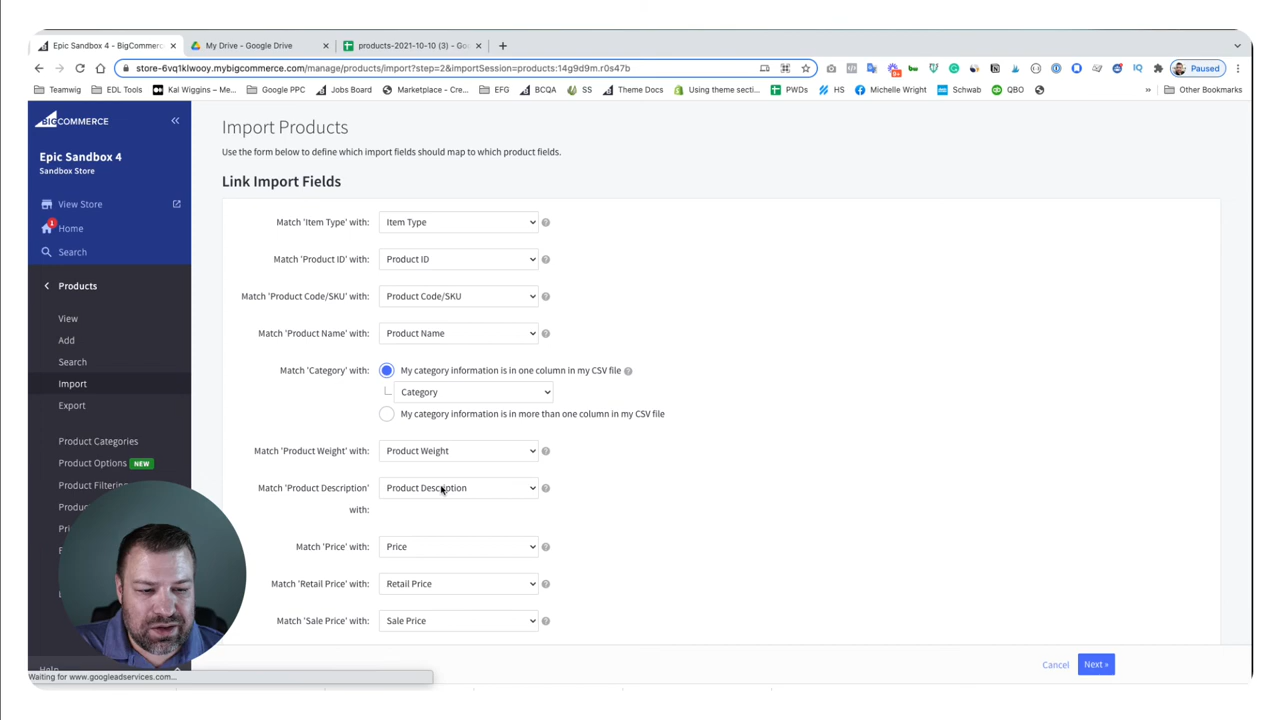 Epic Sandbox 4 - BigCommerc
My Drive - Google Drive
products-2021-10-10 (3) - Goo
store-6vq1klwooy.mybigcommerce.com/manage/products/import?step=2&importSession=products:14g9d9m.r0s47b
Paused
Teamwig
EDL Tools
Kal Wiggins – Me...
Google PPC
Jobs Board
Marketplace - Cre...
EFG
BCQA
SS
Theme Docs
Using theme secti...
PWDs
HS
Michelle Wright
Schwab
QBO
»
Other Bookmarks
BIGCOMMERCE
«
Epic Sandbox 4
Sandbox Store
View Store
1
Home
Search
Products
View
Add
Search
Import
Export
Product Categories
Product Options NEW
Product Filtering
Help
Import Products
Use the form below to define which import fields should map to which product fields.
Link Import Fields
Match 'Item Type' with: Item Type
Match 'Product ID' with: Product ID
Match 'Product Code/SKU' with: Product Code/SKU
Match 'Product Name' with: Product Name
Match 'Category' with: My category information is in one column in my CSV file
Category
My category information is in more than one column in my CSV file
Match 'Product Weight' with: Product Weight
Match 'Product Description' with: Product Description
Match 'Price' with: Price
Match 'Retail Price' with: Retail Price
Match 'Sale Price' with: Sale Price
Cancel
Next »
Waiting for www.googleadservices.com...